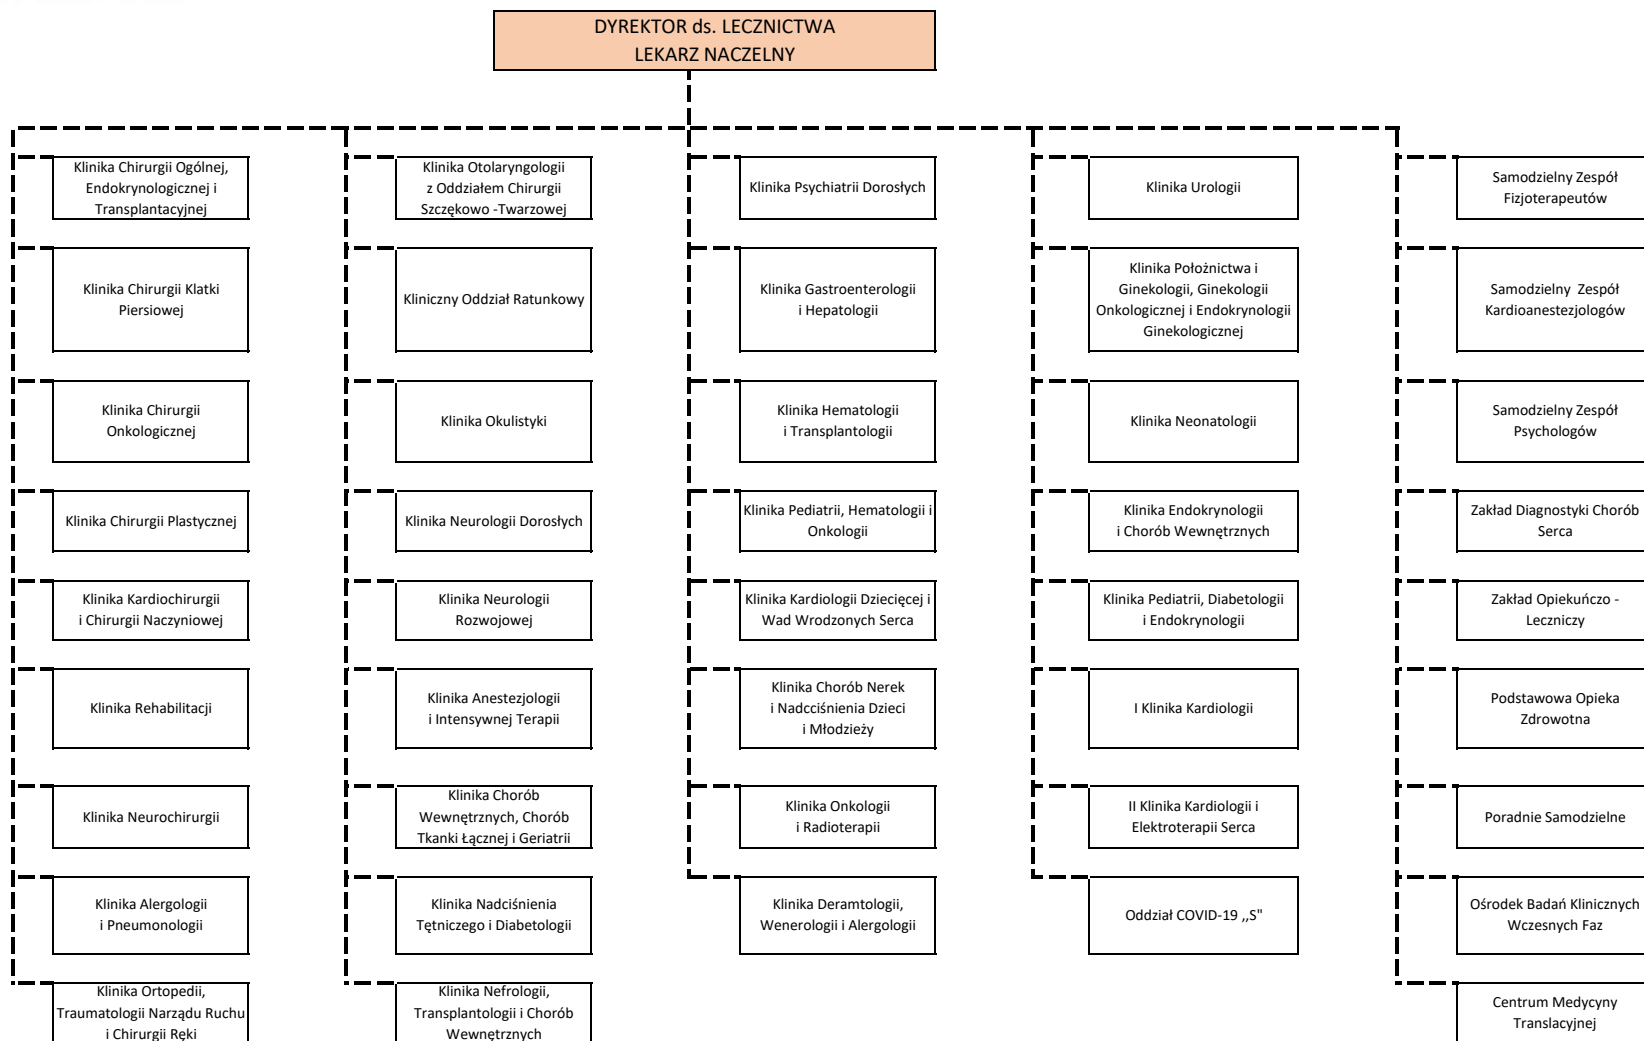 DYREKTOR ds. LECZNICTWA
LEKARZ NACZELNY
Klinika Chirurgii Ogólnej,
Endokrynologicznej i
Transplantacyjnej
Klinika Otolaryngologii
z Oddziałem Chirurgii
Szczękowo -Twarzowej
Klinika Psychiatrii Dorosłych
Klinika Urologii
Samodzielny Zespół
Fizjoterapeutów
Klinika Chirurgii Klatki
Piersiowej
Kliniczny Oddział Ratunkowy
Klinika Gastroenterologii
i Hepatologii
Klinika Położnictwa i
Ginekologii, Ginekologii
Onkologicznej i Endokrynologii
Ginekologicznej
Samodzielny Zespół
Kardioanestezjologów
Klinika Chirurgii
Onkologicznej
Klinika Okulistyki
Klinika Hematologii
i Transplantologii
Klinika Neonatologii
Samodzielny Zespół
Psychologów
Klinika Chirurgii Plastycznej
Klinika Neurologii Dorosłych
Klinika Pediatrii, Hematologii i
Onkologii
Klinika Endokrynologii
i Chorób Wewnętrznych
Zakład Diagnostyki Chorób
Serca
Klinika Kardiochirurgii
i Chirurgii Naczyniowej
Klinika Neurologii
Rozwojowej
Klinika Kardiologii Dziecięcej i
Wad Wrodzonych Serca
Klinika Pediatrii, Diabetologii
i Endokrynologii
Zakład Opiekuńczo -
Leczniczy
Klinika Rehabilitacji
Klinika Anestezjologii
i Intensywnej Terapii
Klinika Chorób Nerek
i Nadcciśnienia Dzieci
i Młodzieży
I Klinika Kardiologii
Podstawowa Opieka
Zdrowotna
Klinika Neurochirurgii
Klinika Chorób
Wewnętrznych, Chorób
Tkanki Łącznej i Geriatrii
Klinika Onkologii
i Radioterapii
II Klinika Kardiologii i
Elektroterapii Serca
Poradnie Samodzielne
Klinika Alergologii
i Pneumonologii
Klinika Nadciśnienia
Tętniczego i Diabetologii
Klinika Deramtologii,
Wenerologii i Alergologii
Oddział COVID-19 ,,S"
Ośrodek Badań Klinicznych
Wczesnych Faz
Klinika Ortopedii,
Traumatologii Narządu Ruchu
i Chirurgii Ręki
Klinika Nefrologii,
Transplantologii i Chorób
Wewnętrznych
Centrum Medycyny
Translacyjnej